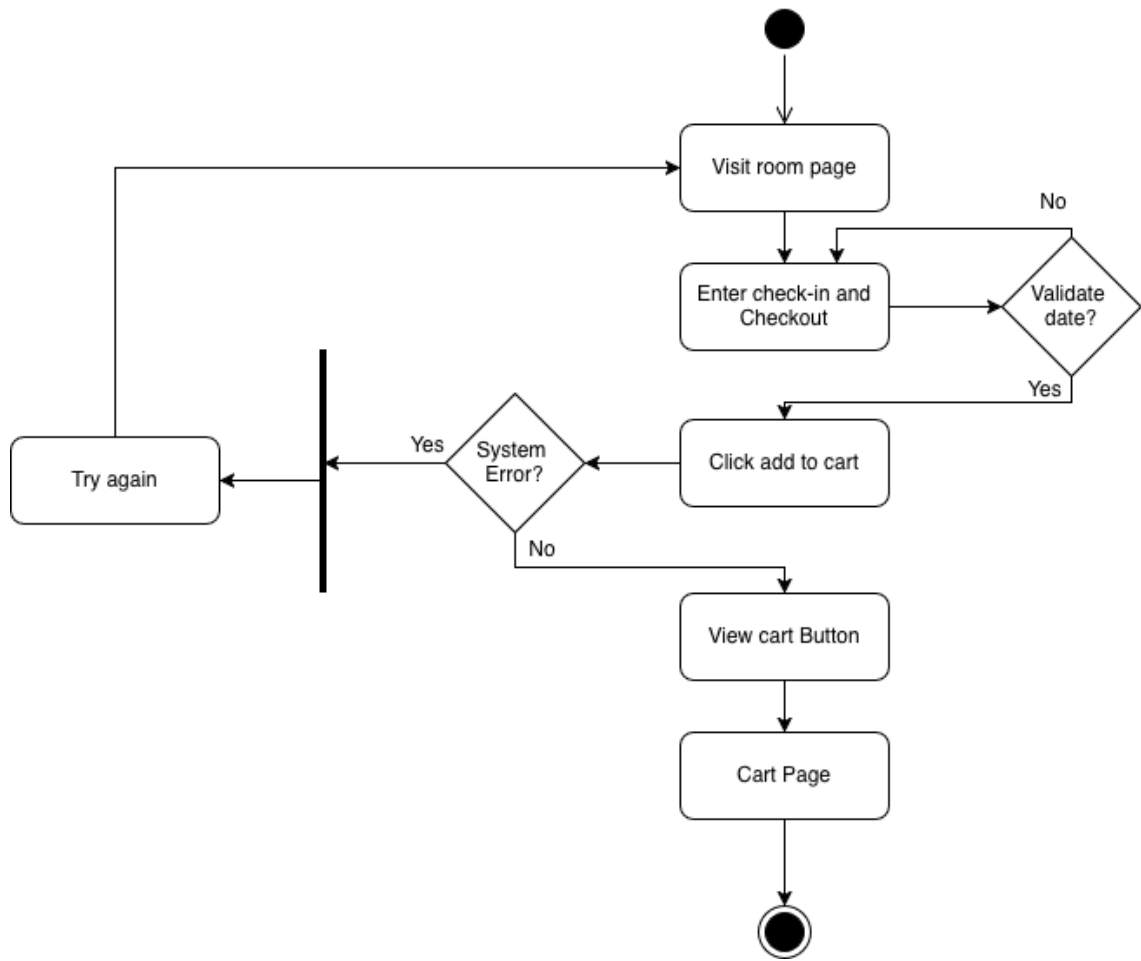 Visit room page
No
Enter check-in and
Checkout
Validate
date?
Yes
Click add to cart
System
Error?
Yes
Try again
No
View cart Button
Cart Page